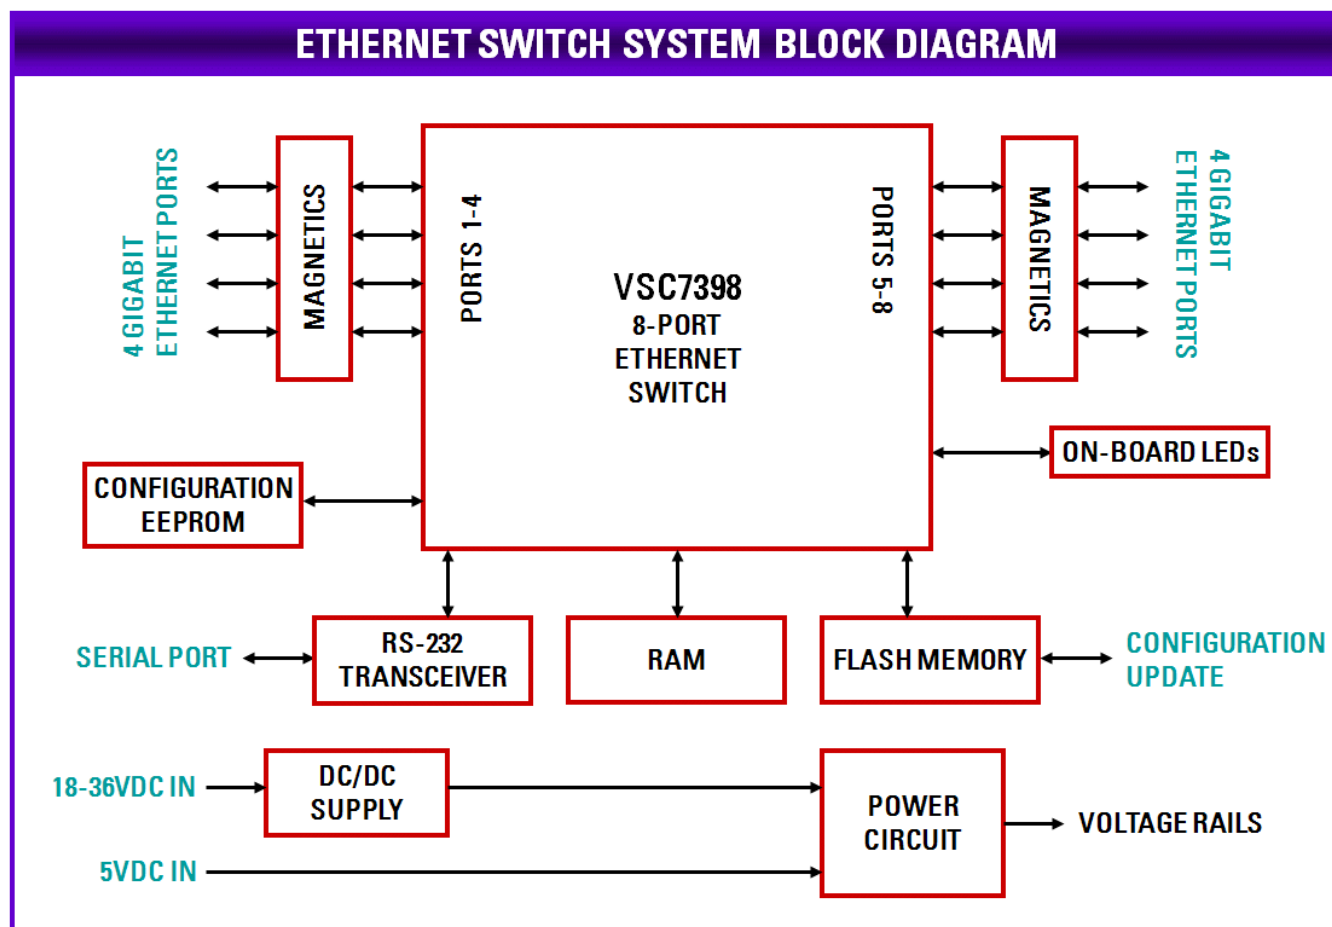 ETHERNET SWITCH SYSTEM BLOCK DIAGRAM
4 GIGABIT
ETHERNET PORTS
MAGNETICS
PORTS 1-4
VSC7398
8-PORT
ETHERNET
SWITCH
PORTS 5-8
MAGNETICS
4 GIGABIT
ETHERNET PORTS
CONFIGURATION
EEPROM
ON-BOARD LEDs
SERIAL PORT
RS-232
TRANSCEIVER
RAM
FLASH MEMORY
CONFIGURATION
UPDATE
18-36VDC IN
DC/DC
SUPPLY
5VDC IN
POWER
CIRCUIT
VOLTAGE RAILS